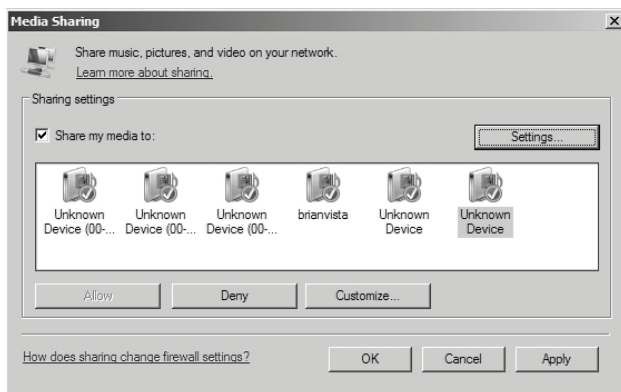 Media Sharing
Share music, pictures, and video on your network.
Learn more about sharing.
Sharing settings
Share my media to:
Settings...
Unknown Device (00-...
Unknown Device (00-...
Unknown Device (00-...
brianvista
Unknown Device
Unknown Device
Allow
Deny
Customize...
How does sharing change firewall settings?
OK
Cancel
Apply